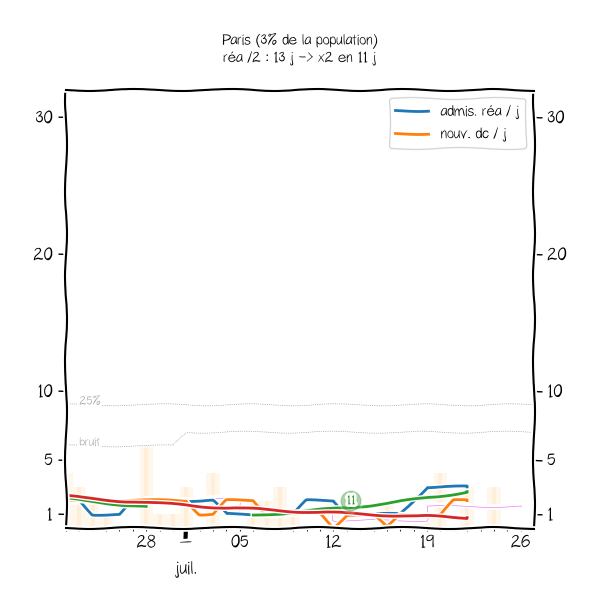 Paris (3% de la population)
réa /2 : 13 j -> x2 en 11 j
admis. réa / j
nouv. dc / j
30 30
20 20
10 10
25%
bruit
5 5
11
1 1
28 1 05 12 19 26
juil.